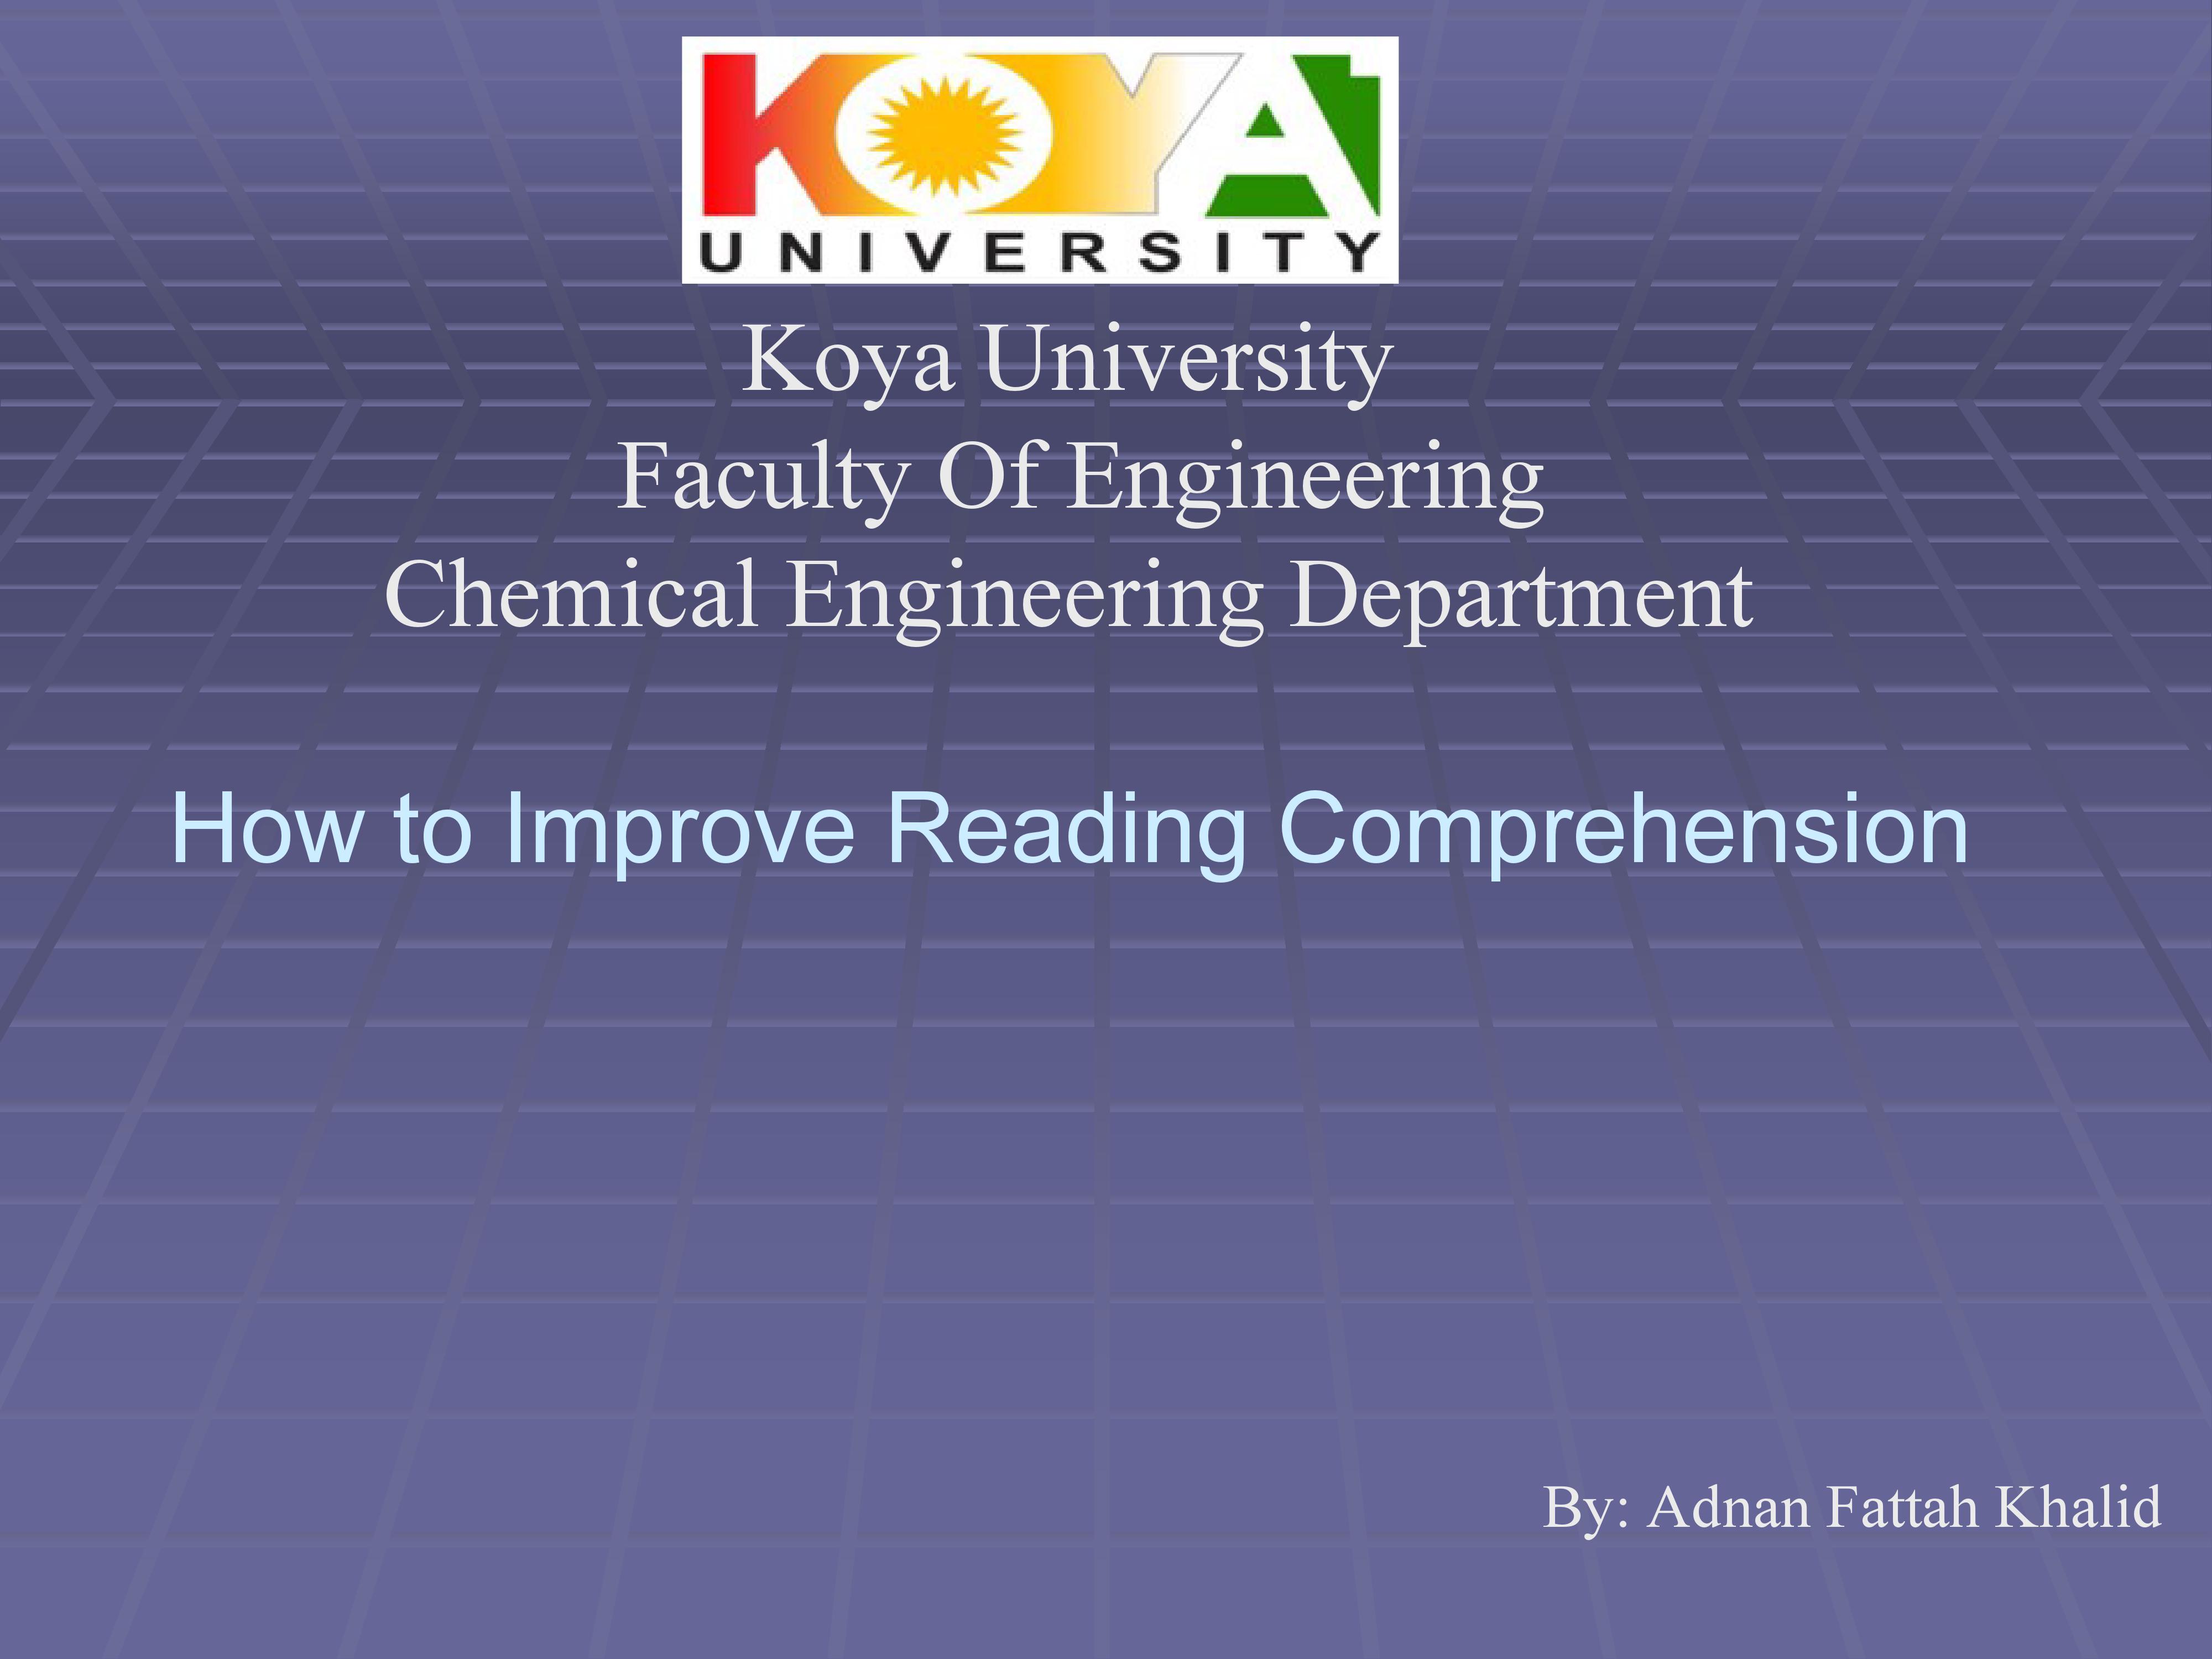 KOYA
UNIVERSITY
Koya University
Faculty Of Engineering
Chemical Engineering Department
How to Improve Reading Comprehension
By: Adnan Fattah Khalid